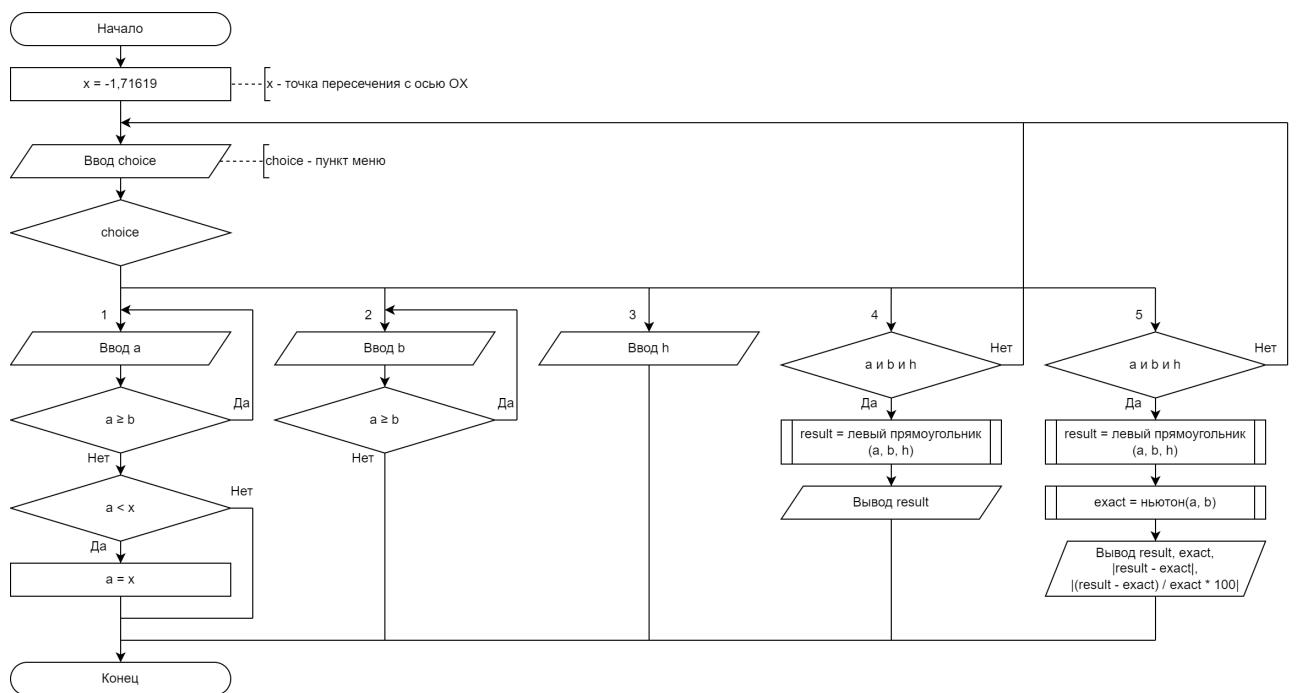 Начало
x = -1,71619
x - точка пересечения с осью OX
Ввод choice
choice - пункт меню
choice
1
2
3
4
5
Ввод a
Ввод b
Ввод h
a и b и h
Нет
a и b и h
Нет
a ≥ b
Да
a ≥ b
Да
Да
Да
result = левый прямоугольник
(a, b, h)
result = левый прямоугольник
(a, b, h)
Нет
Нет
a < x
Нет
Вывод result
exact = ньютон(a, b)
Да
a = x
Вывод result, exact,
|result - exact|,
|(result - exact) / exact * 100|
Конец